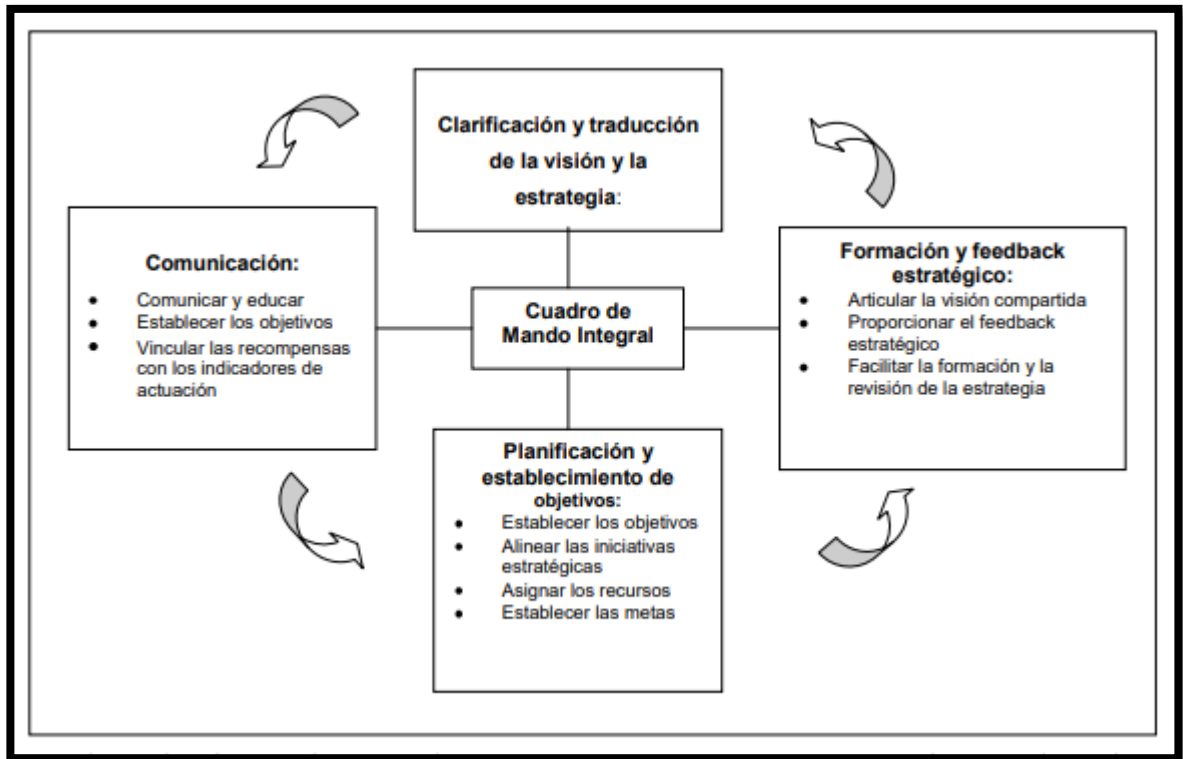 Clarificación y traducción
de la visión y la
estrategia:
Comunicación:
• Comunicar y educar
• Establecer los objetivos
• Vincular las recompensas
con los indicadores de
actuación
Cuadro de
Mando Integral
Formación y feedback
estratégico:
• Articular la visión compartida
• Proporcionar el feedback
estratégico
• Facilitar la formación y la
revisión de la estrategia
Planificación y
establecimiento de
objetivos:
• Establecer los objetivos
• Alinear las iniciativas
estratégicas
• Asignar los recursos
• Establecer las metas